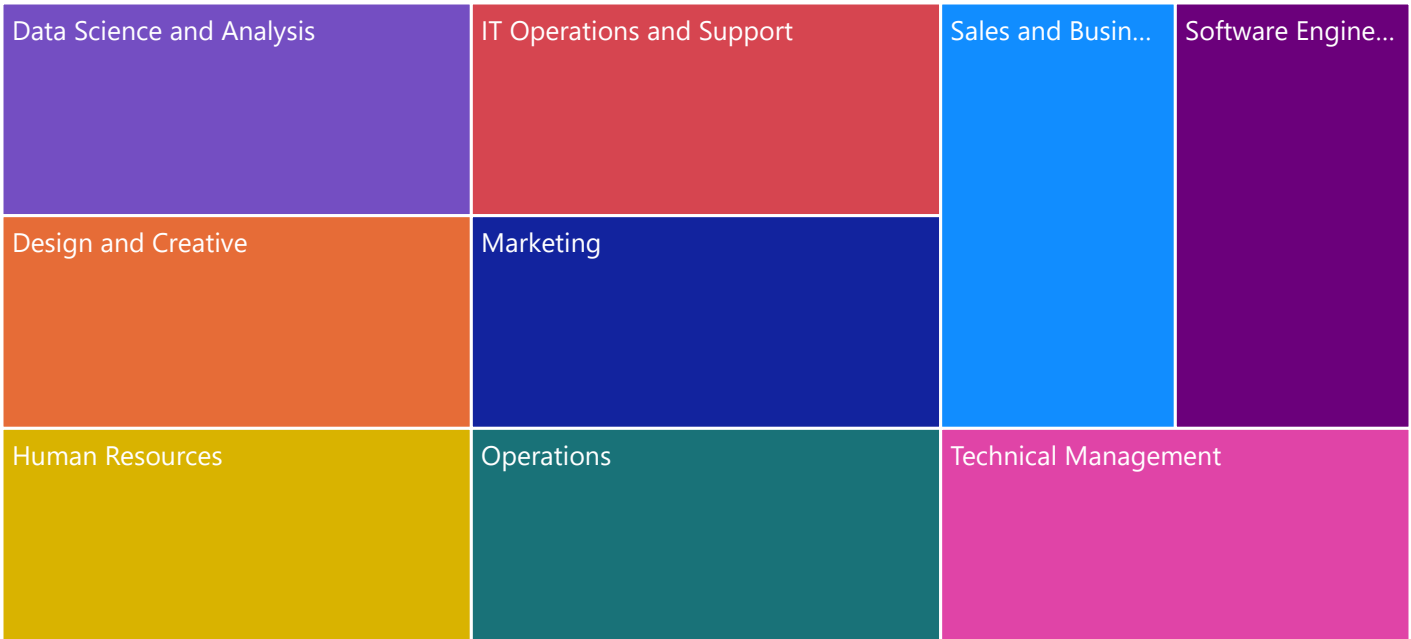 Data Science and Analysis
IT Operations and Support
Sales and Busin...
Software Engine...
Design and Creative
Marketing
Human Resources
Operations
Technical Management